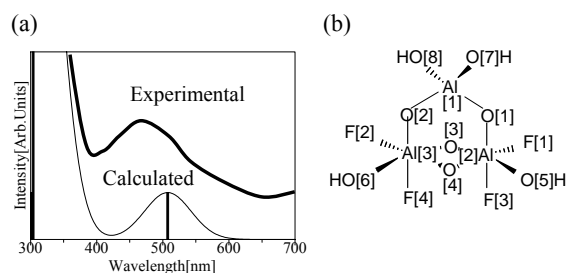 (a)
Intensity[Arb.Units]
Experimental
Calculated
300 400 500 600 700
Wavelength[nm]
(b)
HO[8] O[7]H
Al
[1]
O[2] O[1]
F[2] [3] F[1]
Al[3] O [2]Al
O
HO[6] [4] O[5]H
F[4] F[3]